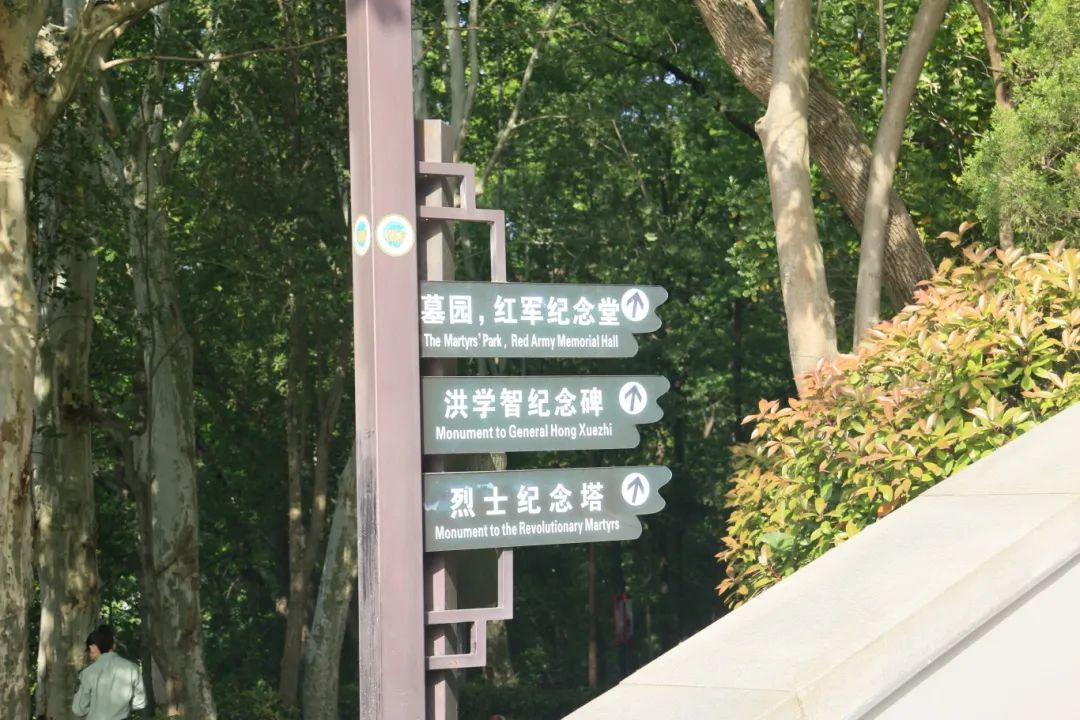 墓园，红军纪念堂
The Martyrs' Park, Red Army Memorial Hall
洪学智纪念碑
Monument to General Hong Xuezhi
烈士纪念塔
Monument to the Revolutionary Martyrs